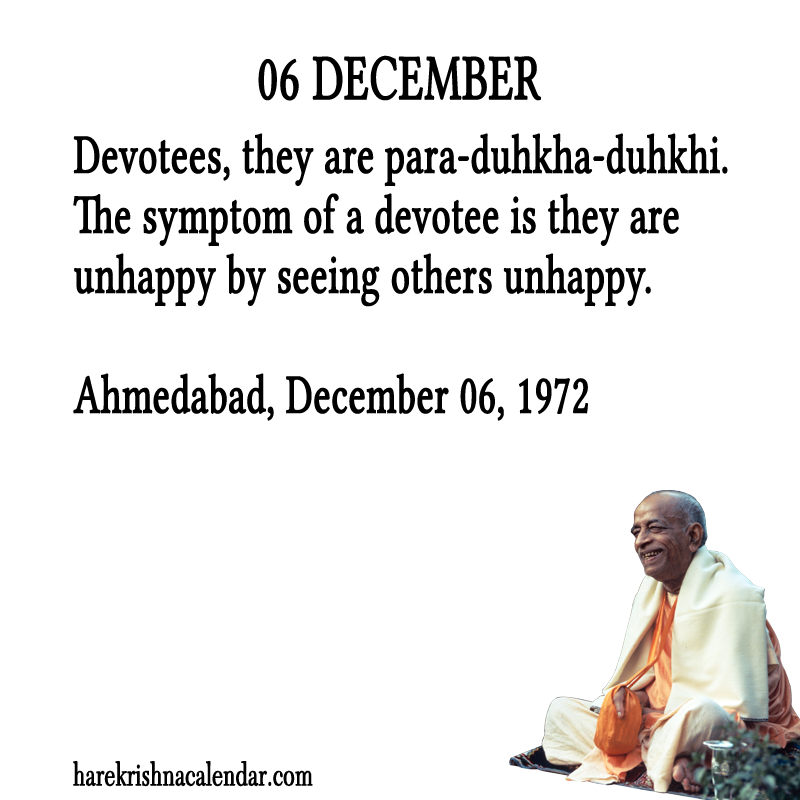 06 DECEMBER
Devotees, they are para-duhkha-duhkhi.
The symptom of a devotee is they are
unhappy by seeing others unhappy.
Ahmedabad, December 06, 1972
harekrishnacalendar.com